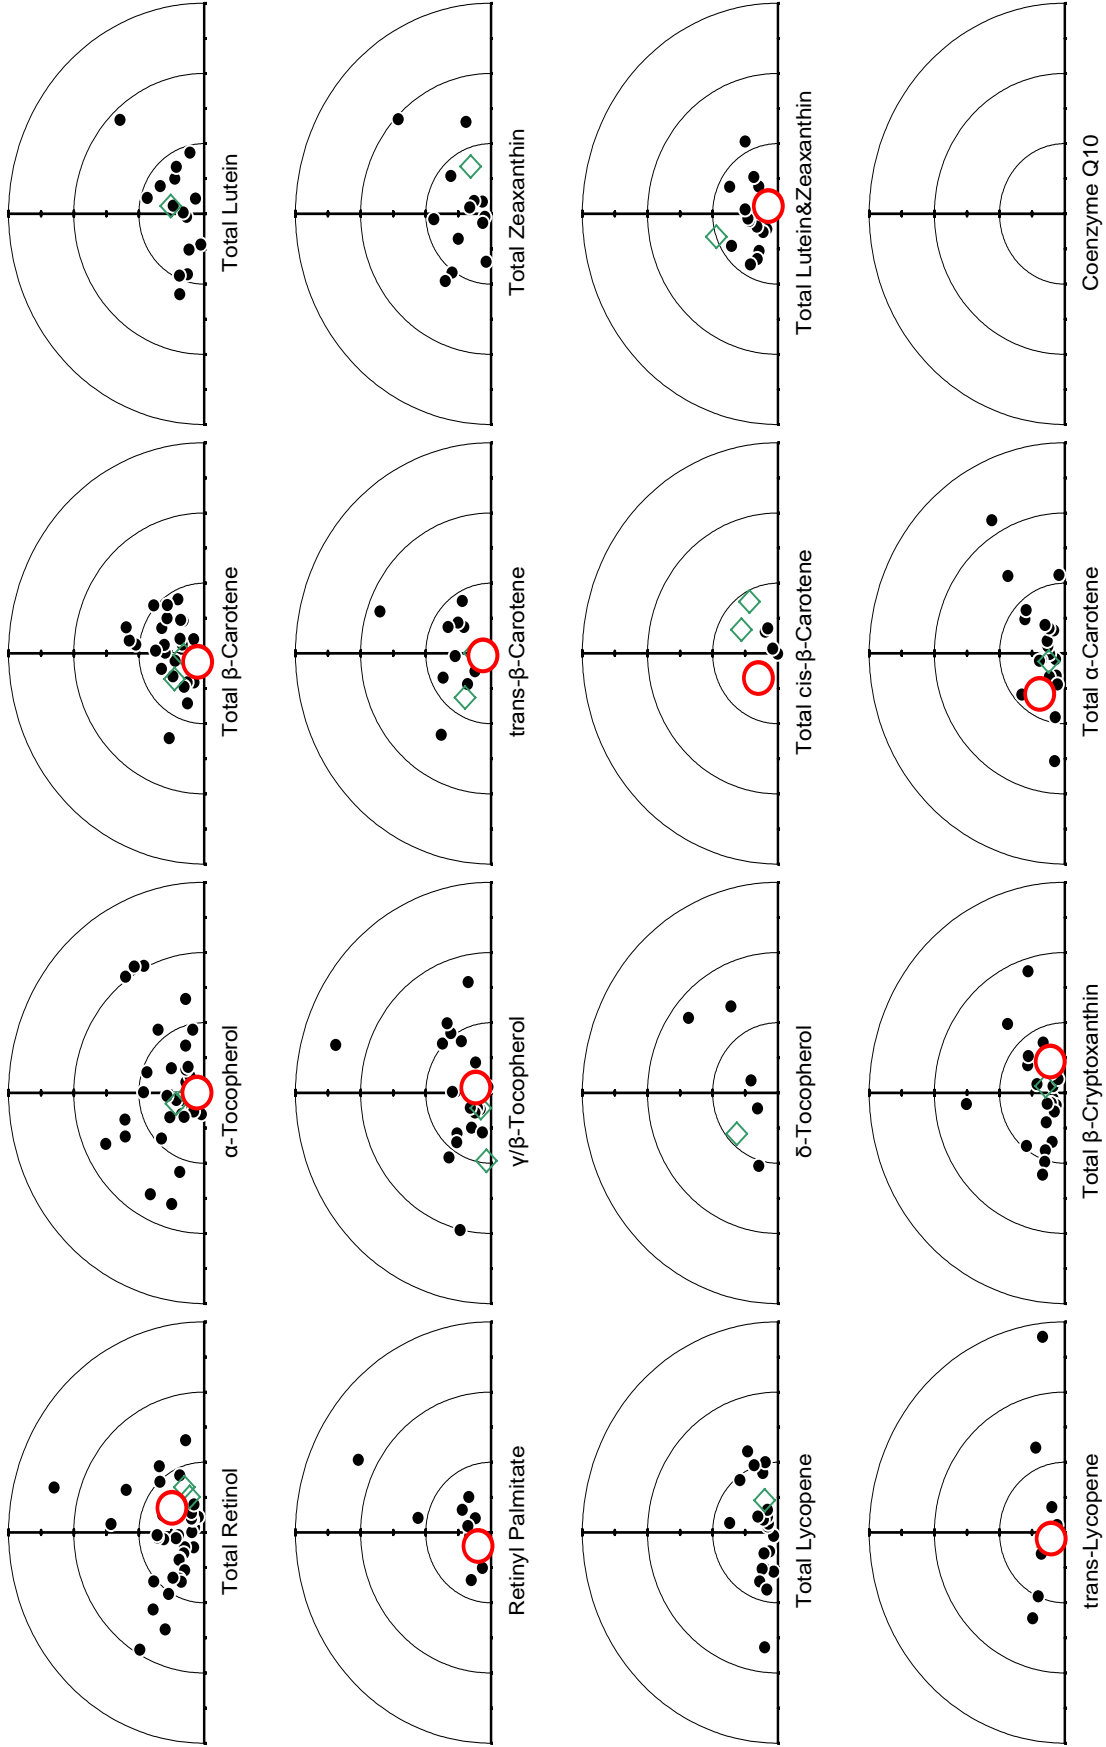 Total Retinol
α-Tocopherol
Total β-Carotene
Total Lutein
Retinyl Palmitate
γ/β-Tocopherol
trans-β-Carotene
Total Zeaxanthin
Total Lycopene
δ-Tocopherol
Total cis-β-Carotene
Total Lutein&Zeaxanthin
trans-Lycopene
Total β-Cryptoxanthin
Total α-Carotene
Coenzyme Q10